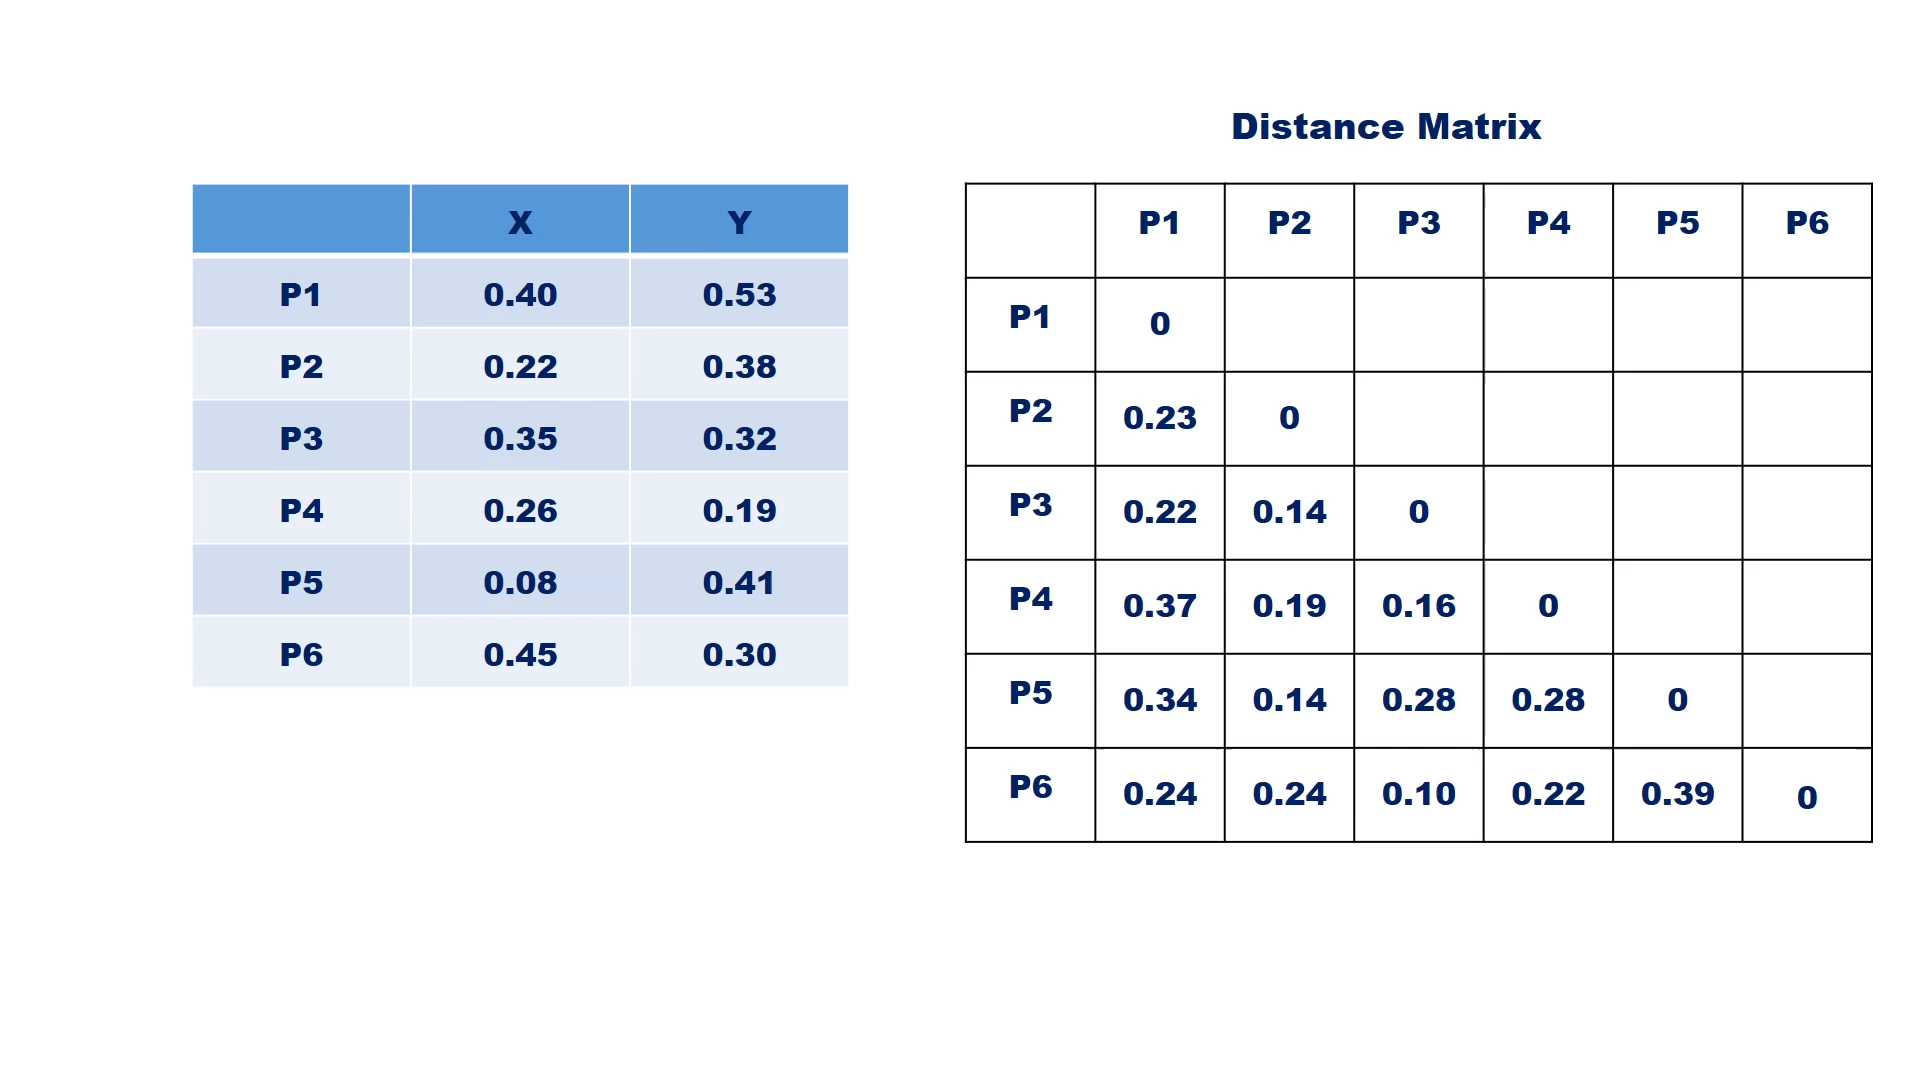 Distance Matrix
X Y
P1 0.40 0.53
P2 0.22 0.38
P3 0.35 0.32
P4 0.26 0.19
P5 0.08 0.41
P6 0.45 0.30
P1 P2 P3 P4 P5 P6
P1 0
P2 0.23 0
P3 0.22 0.14 0
P4 0.37 0.19 0.16 0
P5 0.34 0.14 0.28 0.28 0
P6 0.24 0.24 0.10 0.22 0.39 0